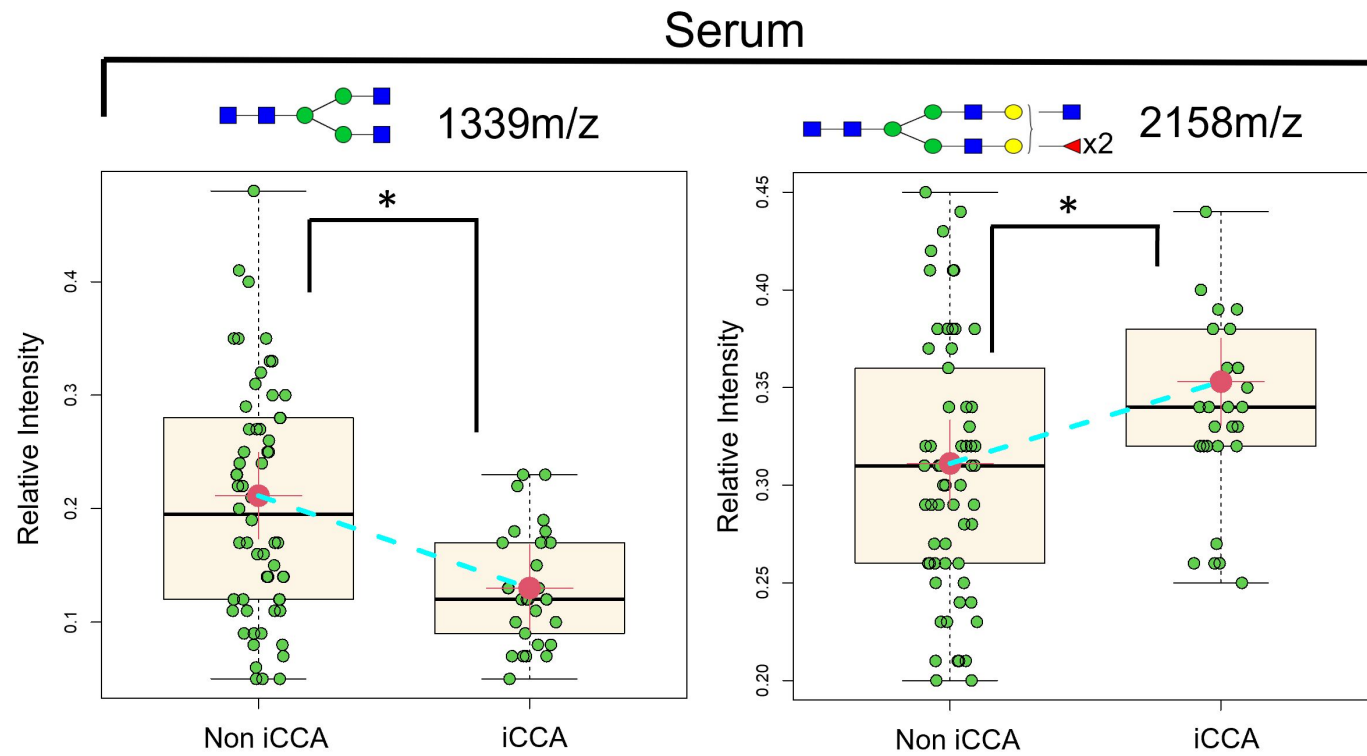 Serum
1339m/z
2158m/z
x2
*
*
Relative Intensity
0.4
0.3
0.2
0.1
Non iCCA
iCCA
Relative Intensity
0.45
0.40
0.35
0.30
0.25
0.20
Non iCCA
iCCA